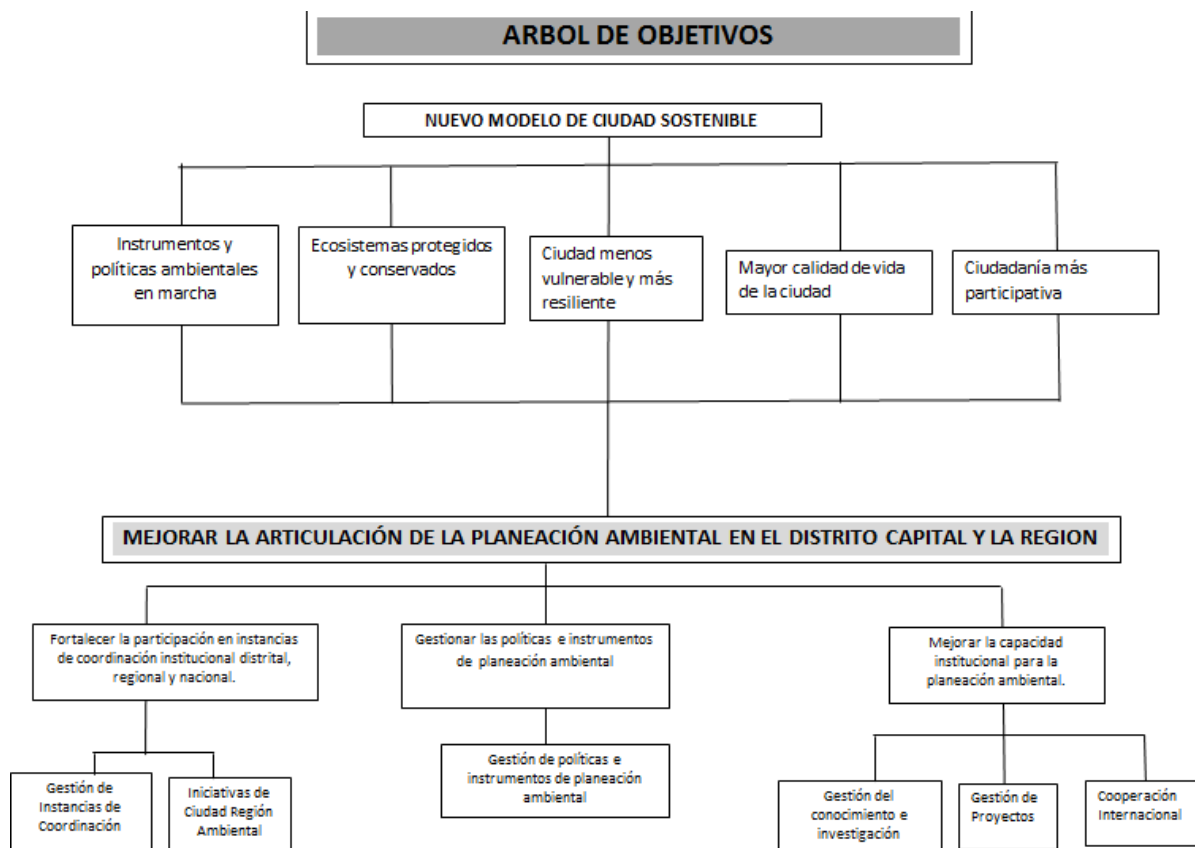 ARBOL DE OBJETIVOS
NUEVO MODELO DE CIUDAD SOSTENIBLE
Instrumentos y
políticas ambientales
en marcha
Ecosistemas protegidos
y conservados
Ciudad menos
vulnerable y más
resiliente
Mayor calidad de vida
de la ciudad
Ciudadanía más
participativa
MEJORAR LA ARTICULACIÓN DE LA PLANEACIÓN AMBIENTAL EN EL DISTRITO CAPITAL Y LA REGION
Fortalecer la participación en instancias
de coordinación institucional distrital,
regional y nacional.
Gestionar las políticas e instrumentos
de planeación ambiental
Mejorar la capacidad
institucional para la
planeación ambiental.
Gestión de
Instancias de
Coordinación
Iniciativas de
Ciudad Región
Ambiental
Gestión de políticas e
instrumentos de planeación
ambiental
Gestión del
conocimiento e
investigación
Gestión de
Proyectos
Cooperación
Internacional